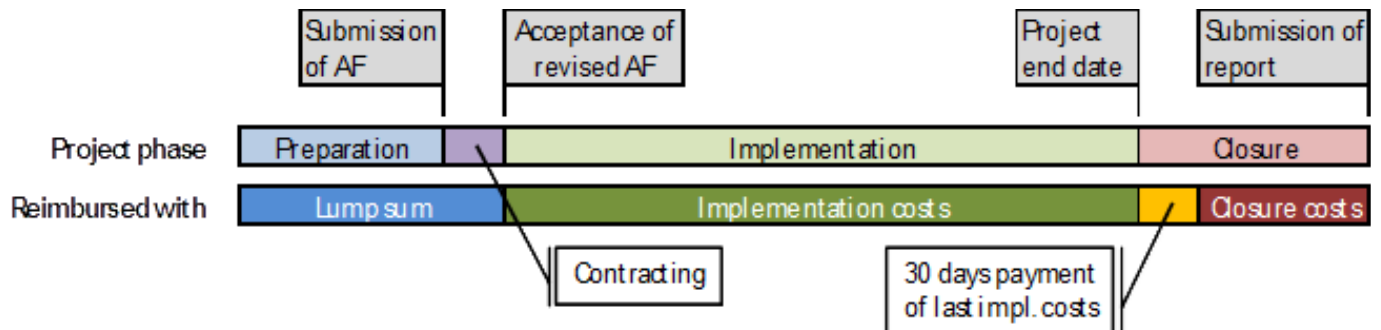 Submission
of AF
Acceptance of
revised AF
Project
end date
Submission of
report
Project phase
Preparation
Implementation
Closure
Reimbursed with
Lump sum
Implementation costs
Closure costs
Contracting
30 days payment
of last impl. costs